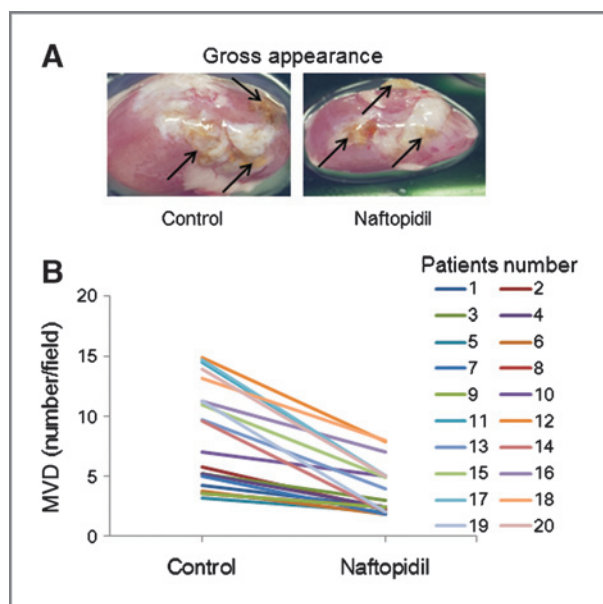 A
Gross appearance
Control Naftopidil
B
Patients number
1 2
3 4
5 6
7 8
9 10
11 12
13 14
15 16
17 18
19 20
MVD (number/field)
20
15
10
5
0
Control Naftopidil